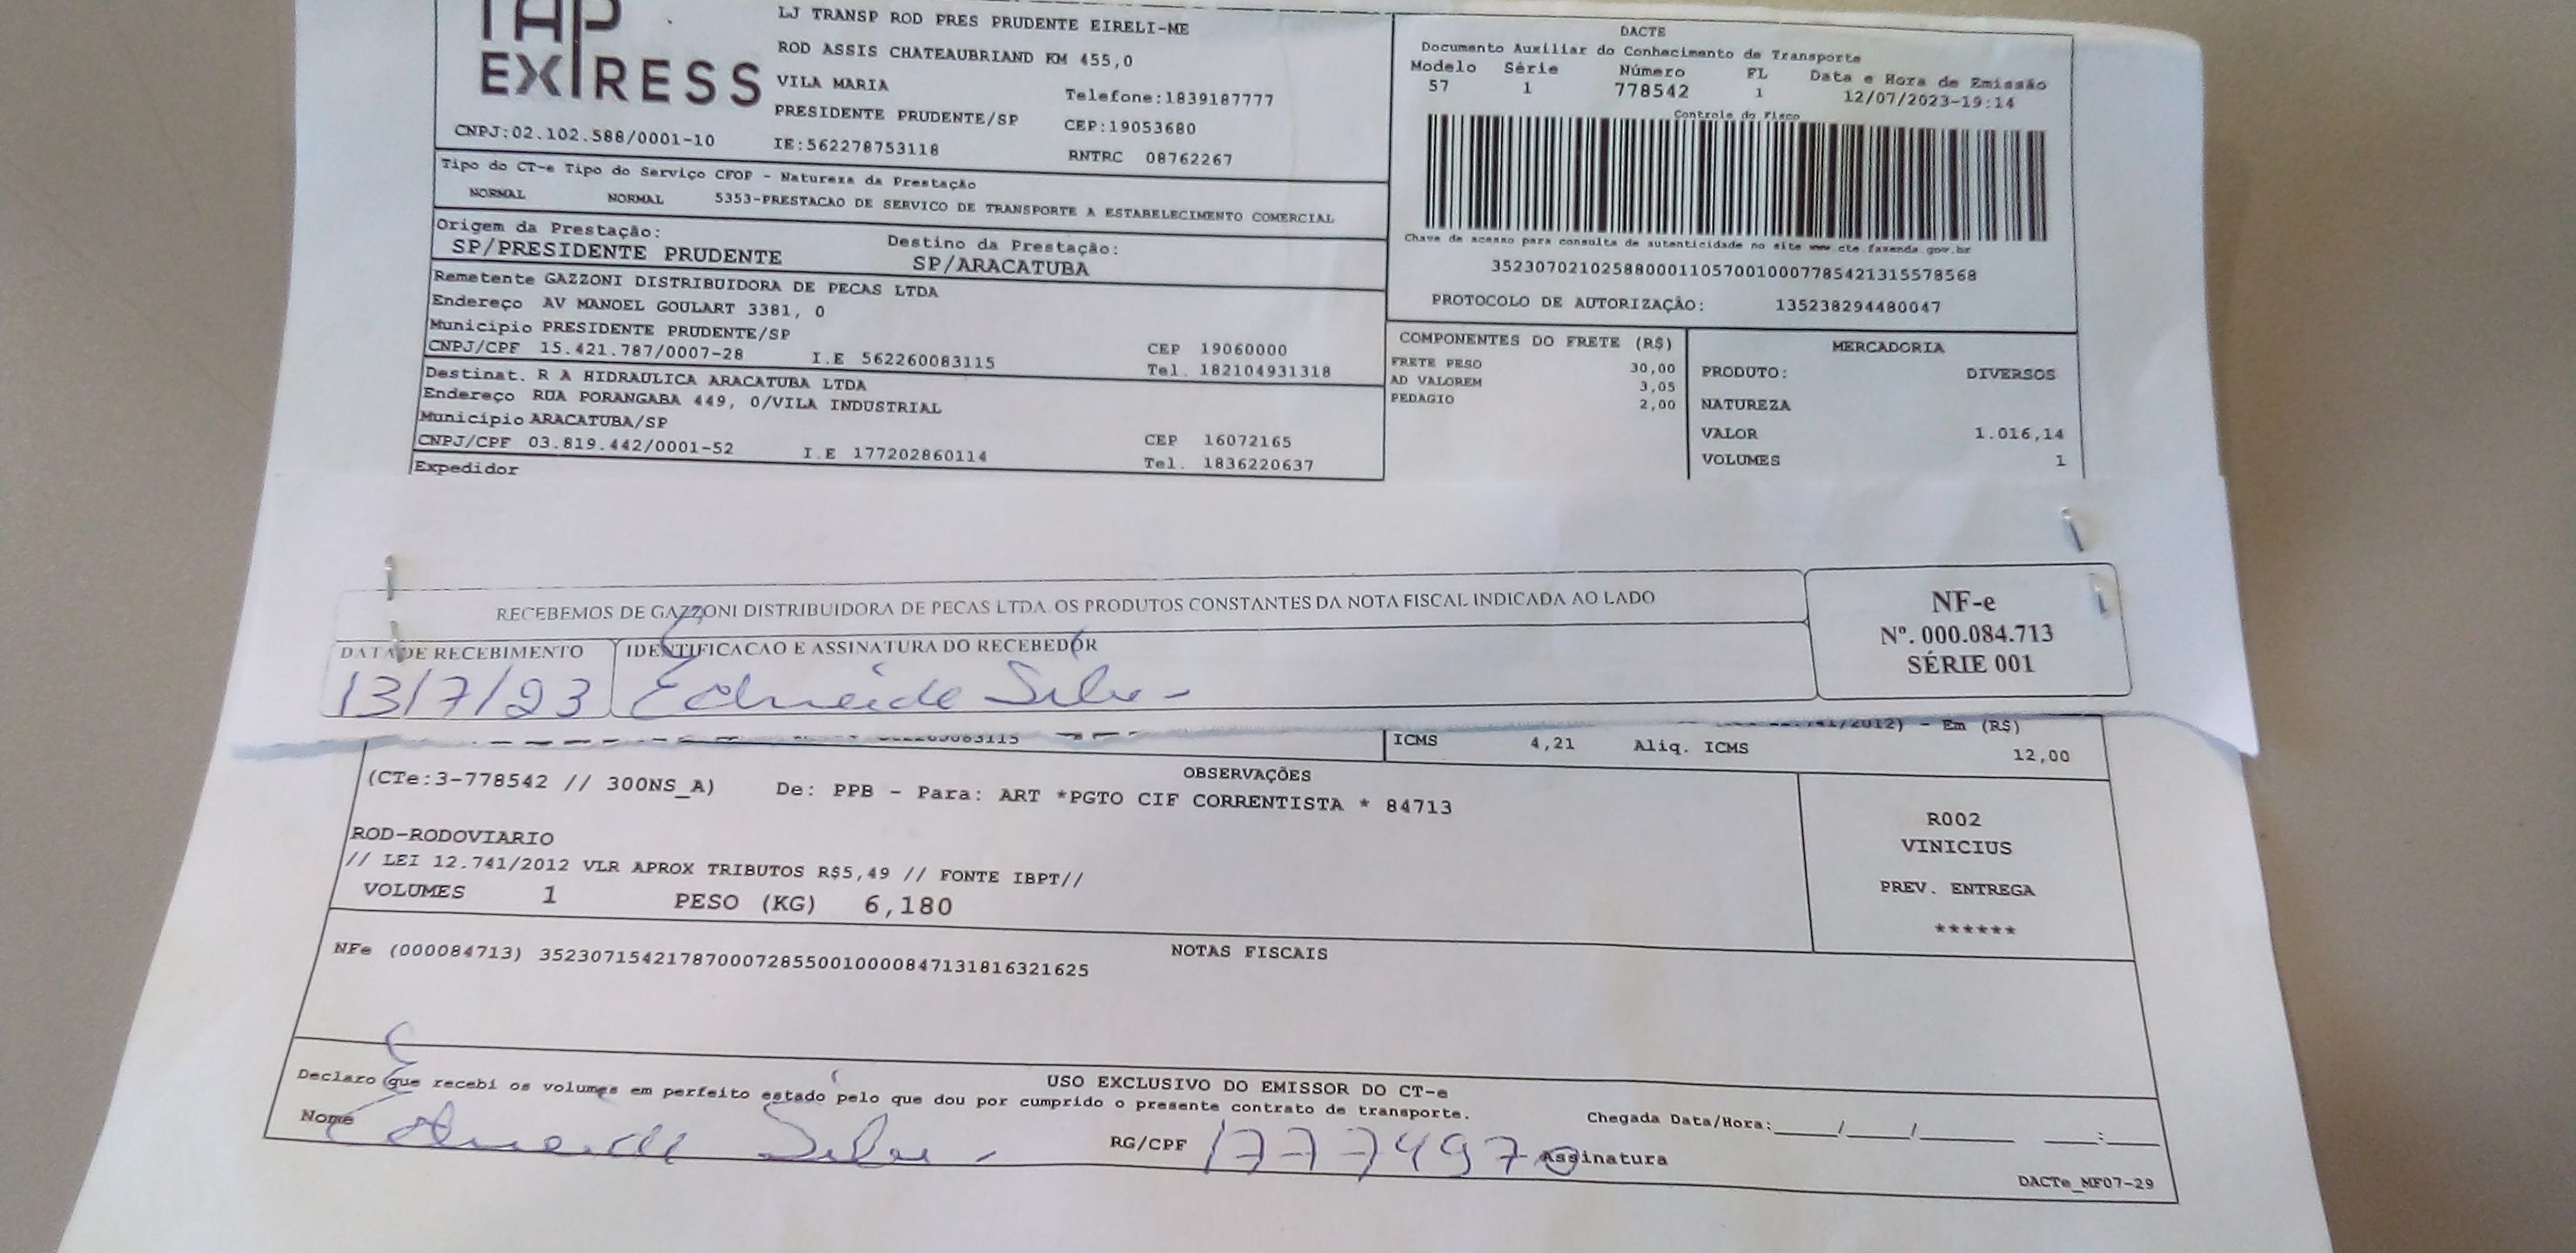 TAP
EXPRESS
LJ TRANSP ROD PRES PRUDENTE EIRELI-ME
ROD ASSIS CHATEAUBRIAND KM 455,0
VILA MARIA
Telefone:1839187777
PRESIDENTE PRUDENTE/SP
CEP:19053680
CNPJ:02.102.588/0001-10
IE:562278753118
RNTRC 08762267
DACTE
Documento Auxiliar do Conhecimento de Transporte
Modelo Série Número FL Data e Hora de Emissão
57 1 778542 1 12/07/2023-19:14
Controle do Fisco
Chave de acesso para consulta de autenticidade no site www.cte.fazenda.gov.br
35230702102588000110570010007785421315578568
PROTOCOLO DE AUTORIZAÇÃO: 135238294480047
Tipo do CT-e Tipo do Serviço CFOP - Natureza da Prestação
NORMAL NORMAL 5353-PRESTACAO DE SERVICO DE TRANSPORTE A ESTABELECIMENTO COMERCIAL
Origem da Prestação: Destino da Prestação:
SP/PRESIDENTE PRUDENTE SP/ARACATUBA
Remetente GAZZONI DISTRIBUIDORA DE PECAS LTDA
Endereço AV MANOEL GOULART 3381, 0
Município PRESIDENTE PRUDENTE/SP CEP 19060000
CNPJ/CPF 15.421.787/0007-28 I.E 562260083115 Tel. 182104931318
Destinat. R A HIDRAULICA ARACATUBA LTDA
Endereço RUA PORANGABA 449, 0/VILA INDUSTRIAL
Município ARACATUBA/SP CEP 16072165
CNPJ/CPF 03.819.442/0001-52 I.E 177202860114 Tel. 1836220637
Expedidor
COMPONENTES DO FRETE (R$)
FRETE PESO 30,00
AD VALOREM 3,05
PEDAGIO 2,00
MERCADORIA
PRODUTO: DIVERSOS
NATUREZA
VALOR 1.016,14
VOLUMES 1
RECEBEMOS DE GAZZONI DISTRIBUIDORA DE PECAS LTDA OS PRODUTOS CONSTANTES DA NOTA FISCAL INDICADA AO LADO
DATA DE RECEBIMENTO IDENTIFICACAO E ASSINATURA DO RECEBEDOR
13/7/23 Edneide Silva
NF-e
Nº. 000.084.713
SÉRIE 001
12.741/2012) - Em (R$)
ICMS 4,21 Aliq. ICMS 12,00
OBSERVAÇÕES
(CTe:3-778542 // 300NS_A) De: PPB - Para: ART *PGTO CIF CORRENTISTA * 84713
ROD-RODOVIARIO
// LEI 12.741/2012 VLR APROX TRIBUTOS R$5,49 // FONTE IBPT//
VOLUMES 1 PESO (KG) 6,180
R002
VINICIUS
PREV. ENTREGA
******
NOTAS FISCAIS
NFe (000084713) 35230715421787000728550010000847131816321625
USO EXCLUSIVO DO EMISSOR DO CT-e
Declaro que recebi os volumes em perfeito estado pelo que dou por cumprido o presente contrato de transporte.
Chegada Data/Hora:____/____/______ ____:____
Nome Edneide Silva RG/CPF 17774970 Assinatura
DACTe_MF07-29